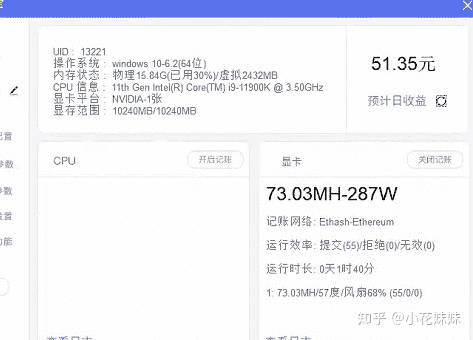 UID : 13221
操作系统 : windows 10-6.2(64位)
内存状态 : 物理15.84G(已用30%)/虚拟2432MB
CPU 信息 : 11th Gen Intel(R) Core(TM) i9-11900K @ 3.50GHz
显卡平台 : NVIDIA-1张
显存范围 : 10240MB/10240MB
51.35元
预计日收益
配置
参数
参数
设置
功能
CPU
开启记账
显卡
关闭记账
73.03MH-287W
记账网络: Ethash-Ethereum
运行效率: 提交(55)/拒绝(0)/无效(0)
运行时长: 0天1时40分
1: 73.03MH/57度/风扇68% (55/0/0)
知乎 @小花妹妹